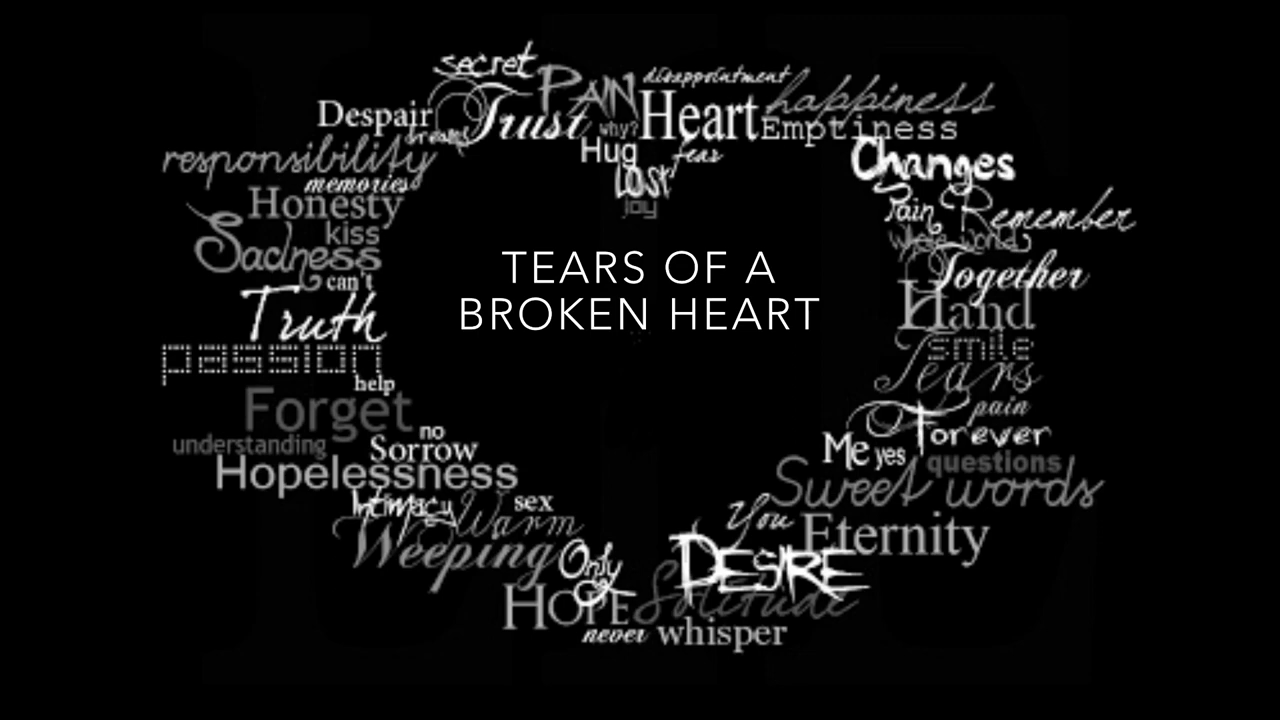 secret
PAIN
disappointment
happiness
Despair
dreams
Trust
why?
Heart
Emptiness
responsibility
Hug
fear
Changes
memories
Lost
joy
Honesty
Pain
Remember
kiss
whole world
Sadness
can't
Together
TEARS OF A
BROKEN HEART
Truth
Hand
passion
smile
help
Tears
Forget
pain
no
Forever
understanding
Sorrow
Me
yes
questions
Hopelessness
Sweet words
Intimacy
Warm
sex
You
Eternity
Weeping
Only
DESIRE
HOPE
Solitude
never
whisper